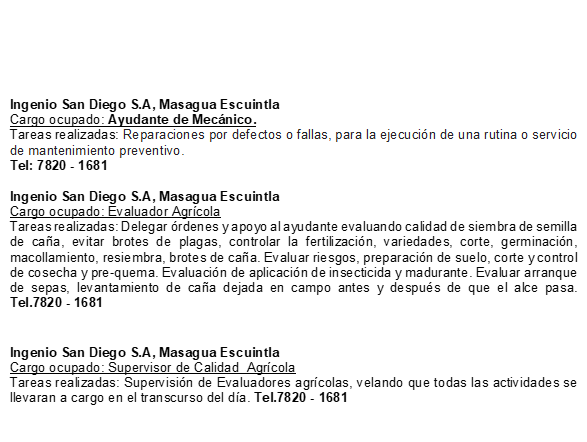 Ingenio San Diego S.A, Masagua Escuintla
Cargo ocupado: Ayudante de Mecánico.
Tareas realizadas: Reparaciones por defectos o fallas, para la ejecución de una rutina o servicio
de mantenimiento preventivo.
Tel: 7820 - 1681
Ingenio San Diego S.A, Masagua Escuintla
Cargo ocupado: Evaluador Agrícola
Tareas realizadas: Delegar órdenes y apoyo al ayudante evaluando calidad de siembra de semilla
de caña, evitar brotes de plagas, controlar la fertilización, variedades, corte, germinación,
macollamiento, resiembra, brotes de caña. Evaluar riesgos, preparación de suelo, corte y control
de cosecha y pre-quema. Evaluación de aplicación de insecticida y madurante. Evaluar arranque
de sepas, levantamiento de caña dejada en campo antes y después de que el alce pasa.
Tel.7820 - 1681
Ingenio San Diego S.A, Masagua Escuintla
Cargo ocupado: Supervisor de Calidad  Agrícola
Tareas realizadas: Supervisión de Evaluadores agrícolas, velando que todas las actividades se
llevaran a cargo en el transcurso del día. Tel.7820 - 1681